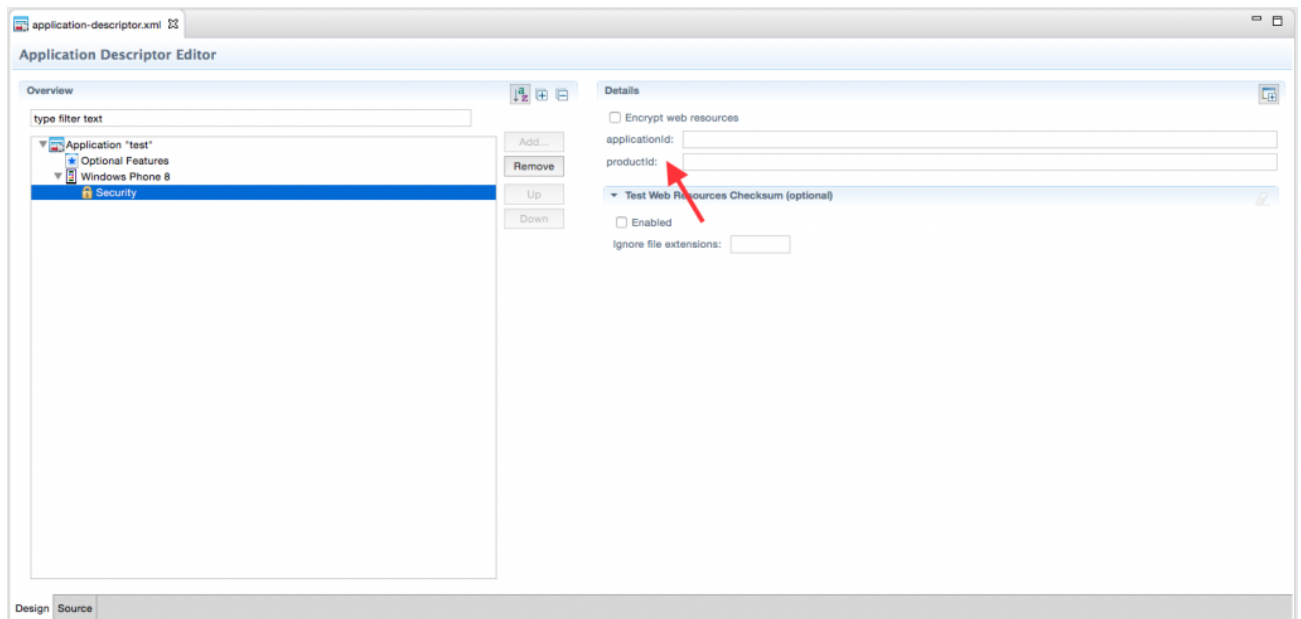 application-descriptor.xml
Application Descriptor Editor
Overview
type filter text
Application "test"
Optional Features
Windows Phone 8
Security
Add...
Remove
Up
Down
Details
Encrypt web resources
applicationId:
productId:
Test Web Resources Checksum (optional)
Enabled
Ignore file extensions:
Design
Source